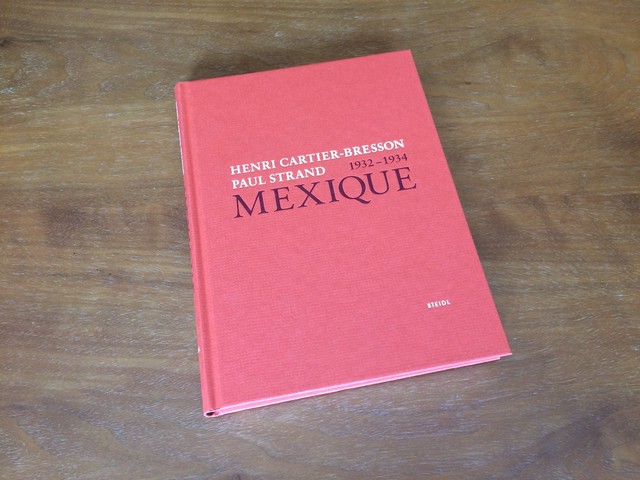 HENRI CARTIER-BRESSON
PAUL STRAND 1932–1934
MEXIQUE
STEIDL